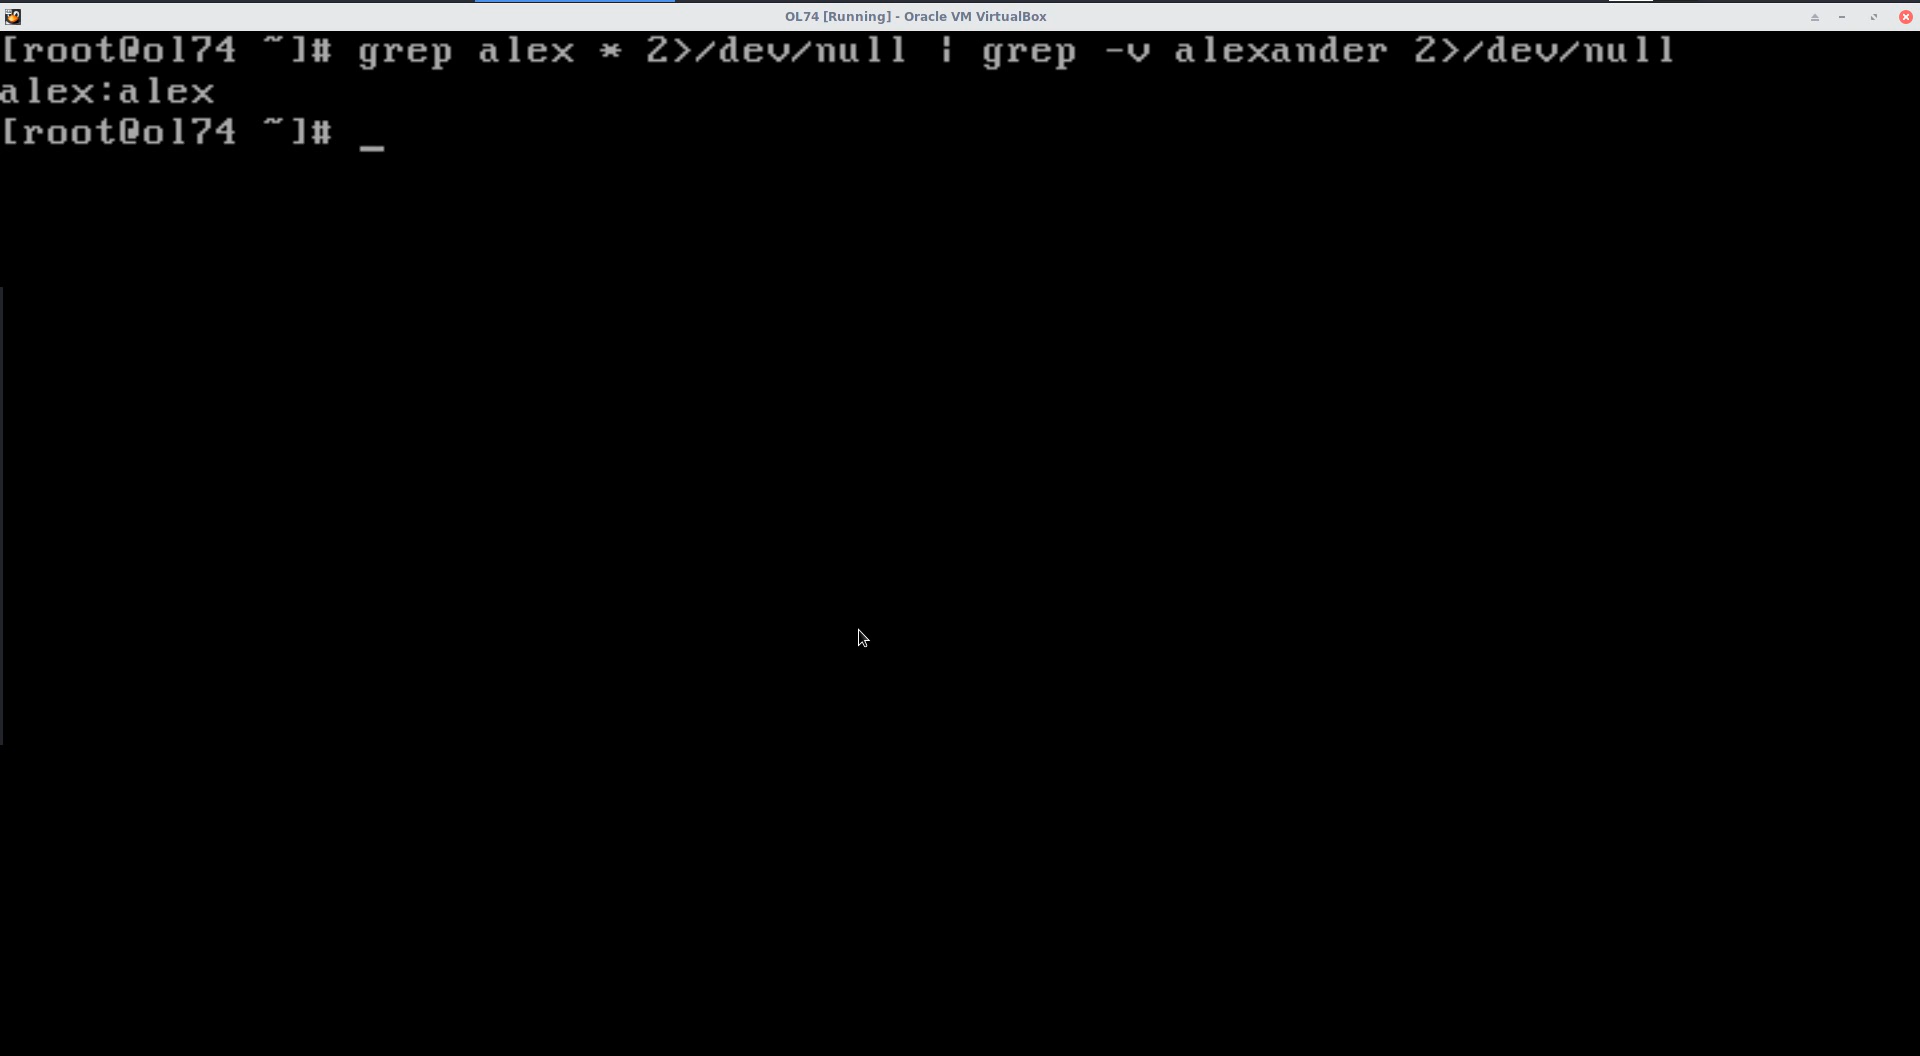 OL74 [Running] - Oracle VM VirtualBox
[root@ol74 ~]# grep alex * 2>/dev/null | grep -v alexander 2>/dev/null
alex:alex
[root@ol74 ~]# _